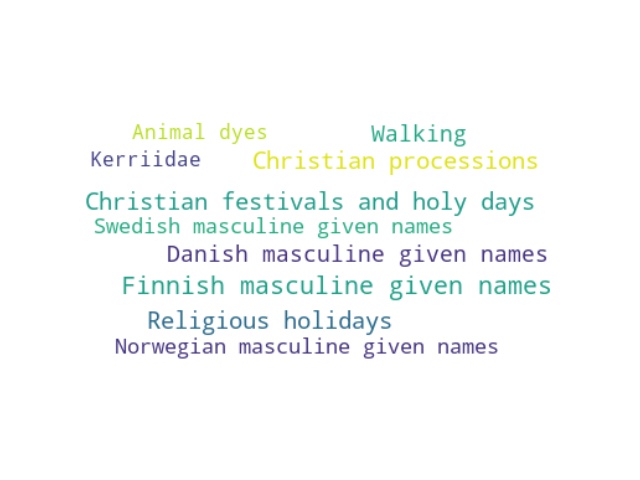 Animal dyes
Walking
Kerriidae
Christian processions
Christian festivals and holy days
Swedish masculine given names
Danish masculine given names
Finnish masculine given names
Religious holidays
Norwegian masculine given names